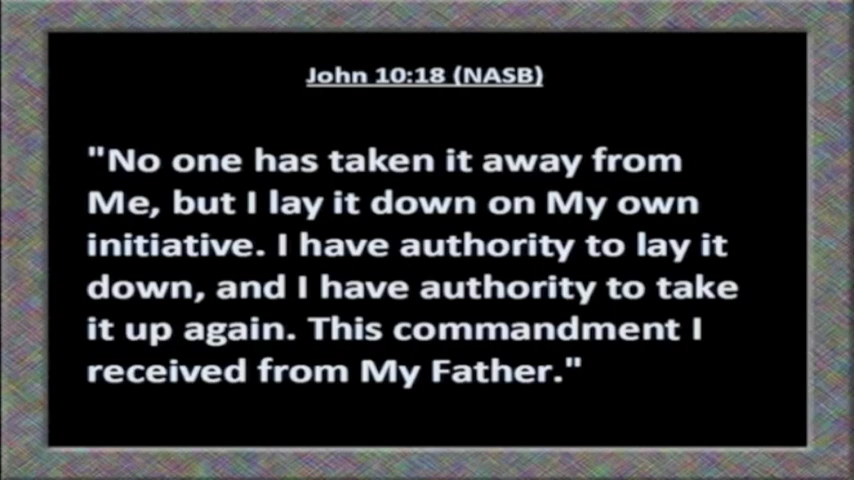 John 10:18 (NASB)
"No one has taken it away from
Me, but I lay it down on My own
initiative. I have authority to lay it
down, and I have authority to take
it up again. This commandment I
received from My Father."